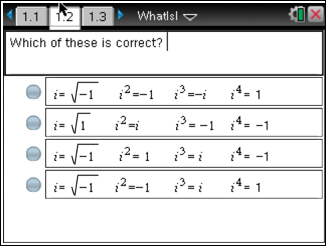 1.1 1.2 1.3 WhatIsI
Which of these is correct?
i= √-1 i²=-1 i³=-i i⁴= 1
i= √1 i²=i i³= -1 i⁴= -1
i= √-1 i²= 1 i³= i i⁴= -1
i= √-1 i²=-1 i³= i i⁴= 1